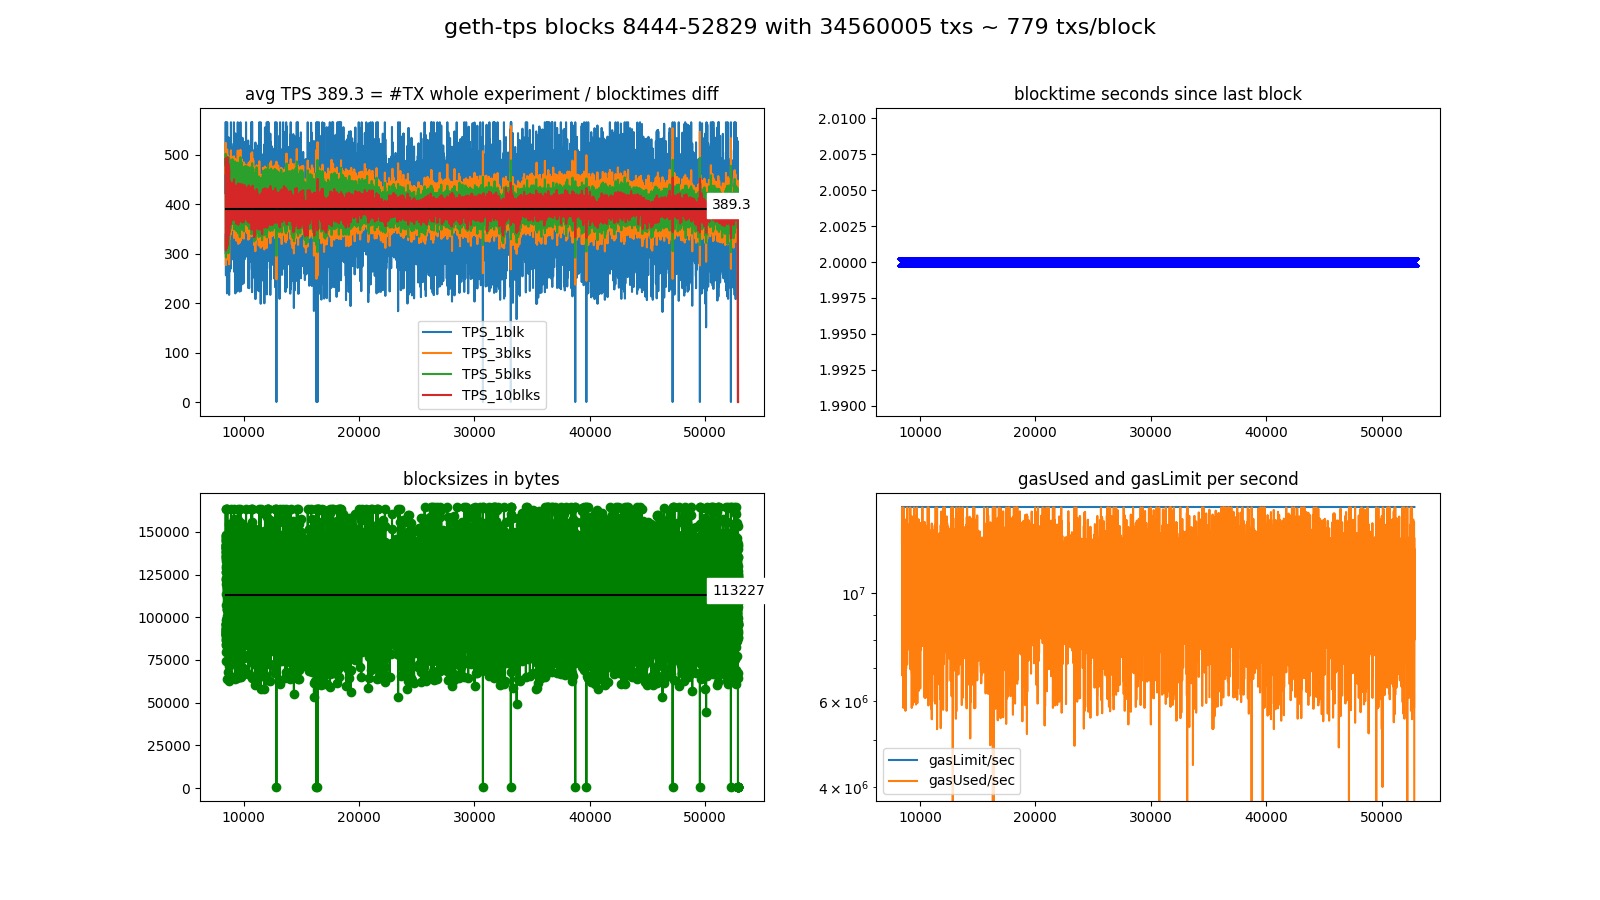 geth-tps blocks 8444-52829 with 34560005 txs ~ 779 txs/block
avg TPS 389.3 = #TX whole experiment / blocktimes diff
500
400
300
200
100
0
389.3
TPS_1blk
TPS_3blks
TPS_5blks
TPS_10blks
10000 20000 30000 40000 50000
blocktime seconds since last block
2.0100
2.0075
2.0050
2.0025
2.0000
1.9975
1.9950
1.9925
1.9900
10000 20000 30000 40000 50000
blocksizes in bytes
150000
125000
100000
75000
50000
25000
0
113227
10000 20000 30000 40000 50000
gasUsed and gasLimit per second
10⁷
6 × 10⁶
4 × 10⁶
gasLimit/sec
gasUsed/sec
10000 20000 30000 40000 50000